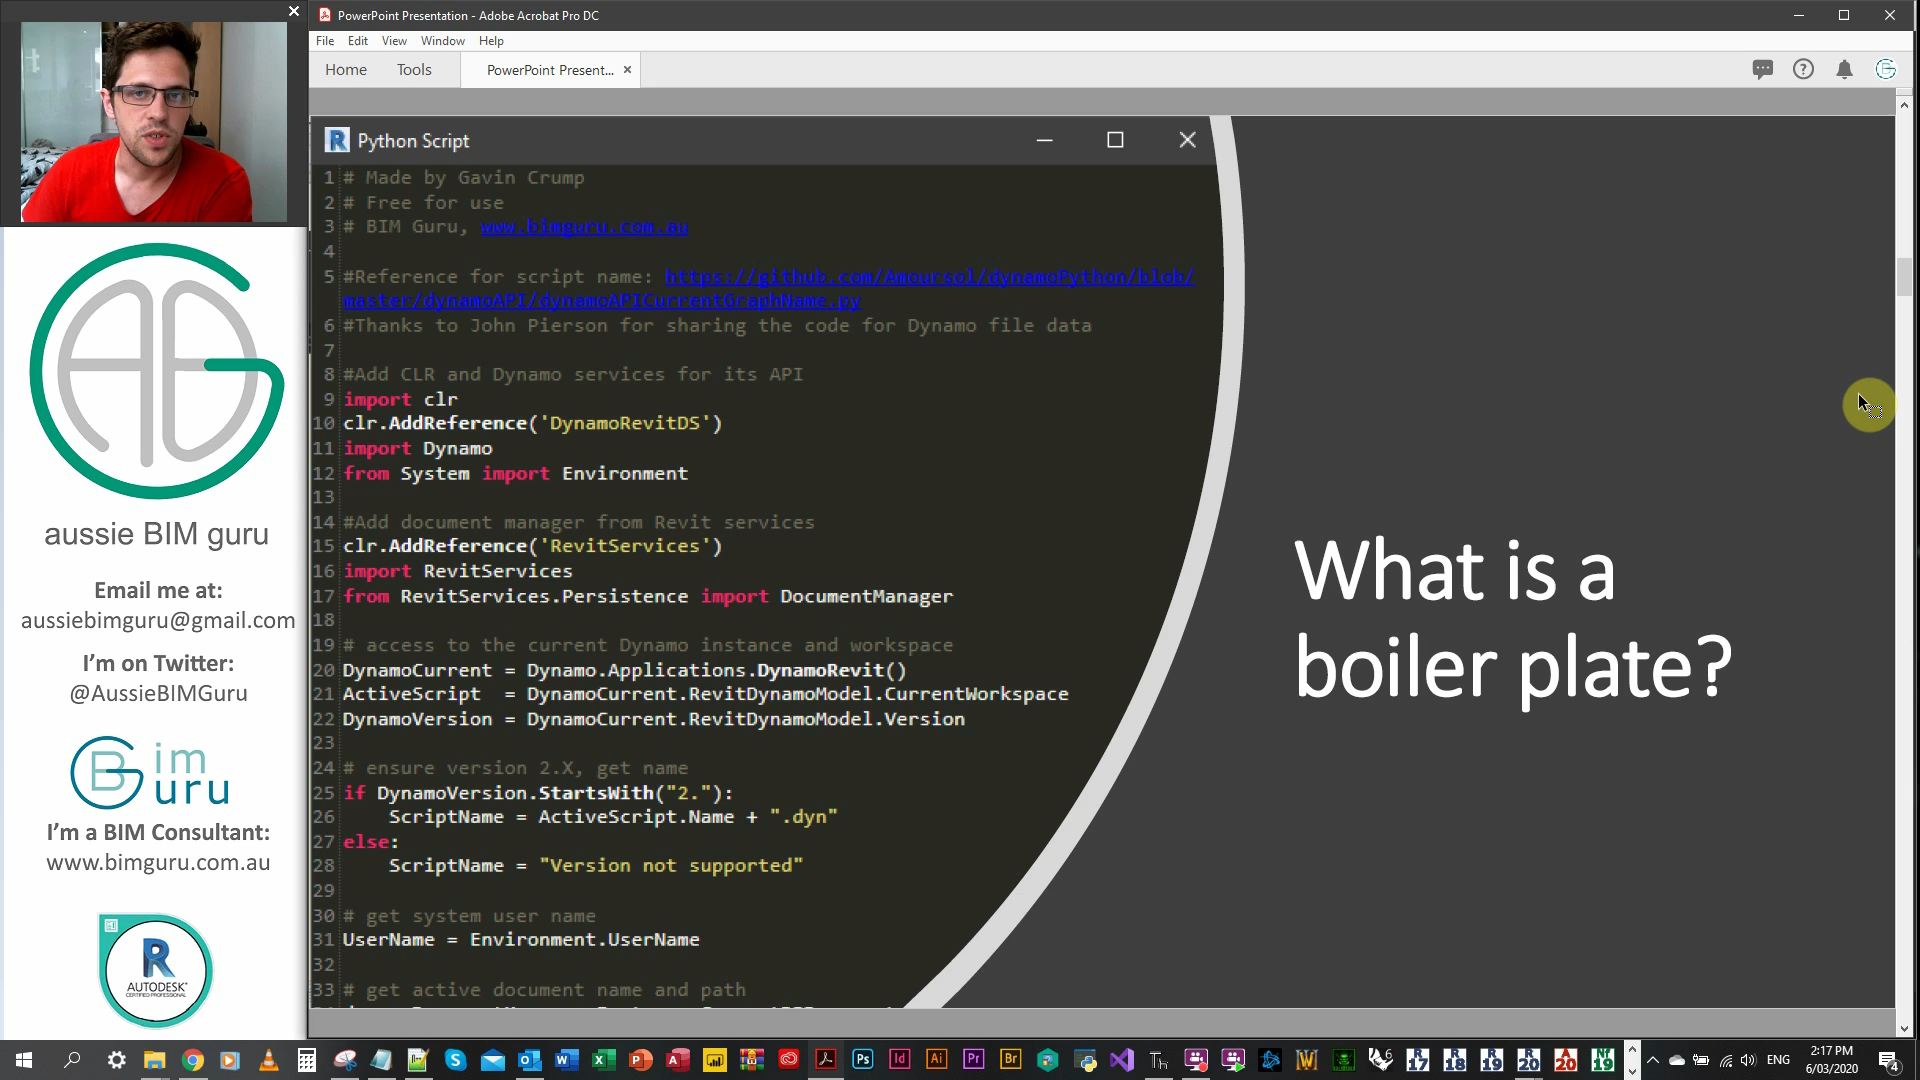 PowerPoint Presentation - Adobe Acrobat Pro DC
File Edit View Window Help
Home Tools PowerPoint Present...
Python Script
1 # Made by Gavin Crump
2 # Free for use
3 # BIM Guru, www.bimguru.com.au
4
5 #Reference for script name: https://github.com/Amoursol/dynamoPython/blob/
master/dynamoAPI/dynamoAPICurrentGraphName.py
6 #Thanks to John Pierson for sharing the code for Dynamo file data
7
8 #Add CLR and Dynamo services for its API
9 import clr
10 clr.AddReference('DynamoRevitDS')
11 import Dynamo
12 from System import Environment
13
14 #Add document manager from Revit services
15 clr.AddReference('RevitServices')
16 import RevitServices
17 from RevitServices.Persistence import DocumentManager
18
19 # access to the current Dynamo instance and workspace
20 DynamoCurrent = Dynamo.Applications.DynamoRevit()
21 ActiveScript = DynamoCurrent.RevitDynamoModel.CurrentWorkspace
22 DynamoVersion = DynamoCurrent.RevitDynamoModel.Version
23
24 # ensure version 2.X, get name
25 if DynamoVersion.StartsWith("2."):
26 ScriptName = ActiveScript.Name + ".dyn"
27 else:
28 ScriptName = "Version not supported"
29
30 # get system user name
31 UserName = Environment.UserName
32
33 # get active document name and path
What is a
boiler plate?
aussie BIM guru
Email me at:
aussiebimguru@gmail.com
I'm on Twitter:
@AussieBIMGuru
Bim
Guru
I'm a BIM Consultant:
www.bimguru.com.au
R
AUTODESK
CERTIFIED PROFESSIONAL
ENG
2:17 PM
6/03/2020
4